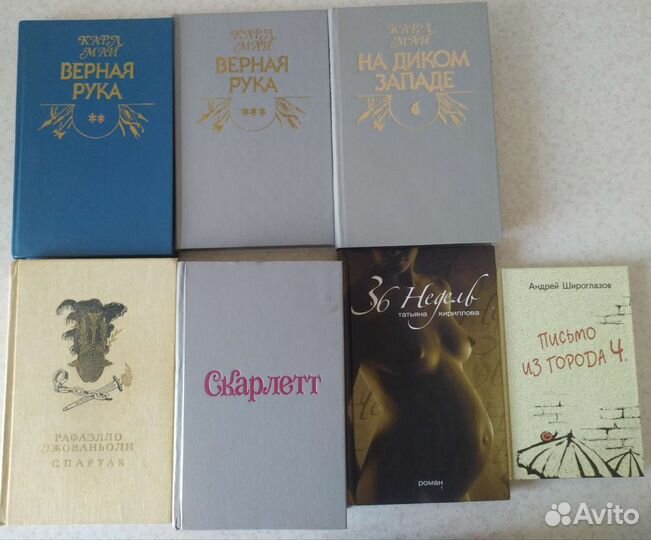 КАРЛ
МАЙ
ВЕРНАЯ
РУКА
**
КАРЛ
МАЙ
ВЕРНАЯ
РУКА
***
КАРЛ
МАЙ
НА ДИКОМ
ЗАПАДЕ
РАФАЭЛЛО
ДЖОВАНЬОЛИ
СПАРТАК
Скарлетт
36 Недель
татьяна кириллова
роман
Андрей Широглазов
ПИСЬМО
ИЗ ГОРОДА Ч.
Avito